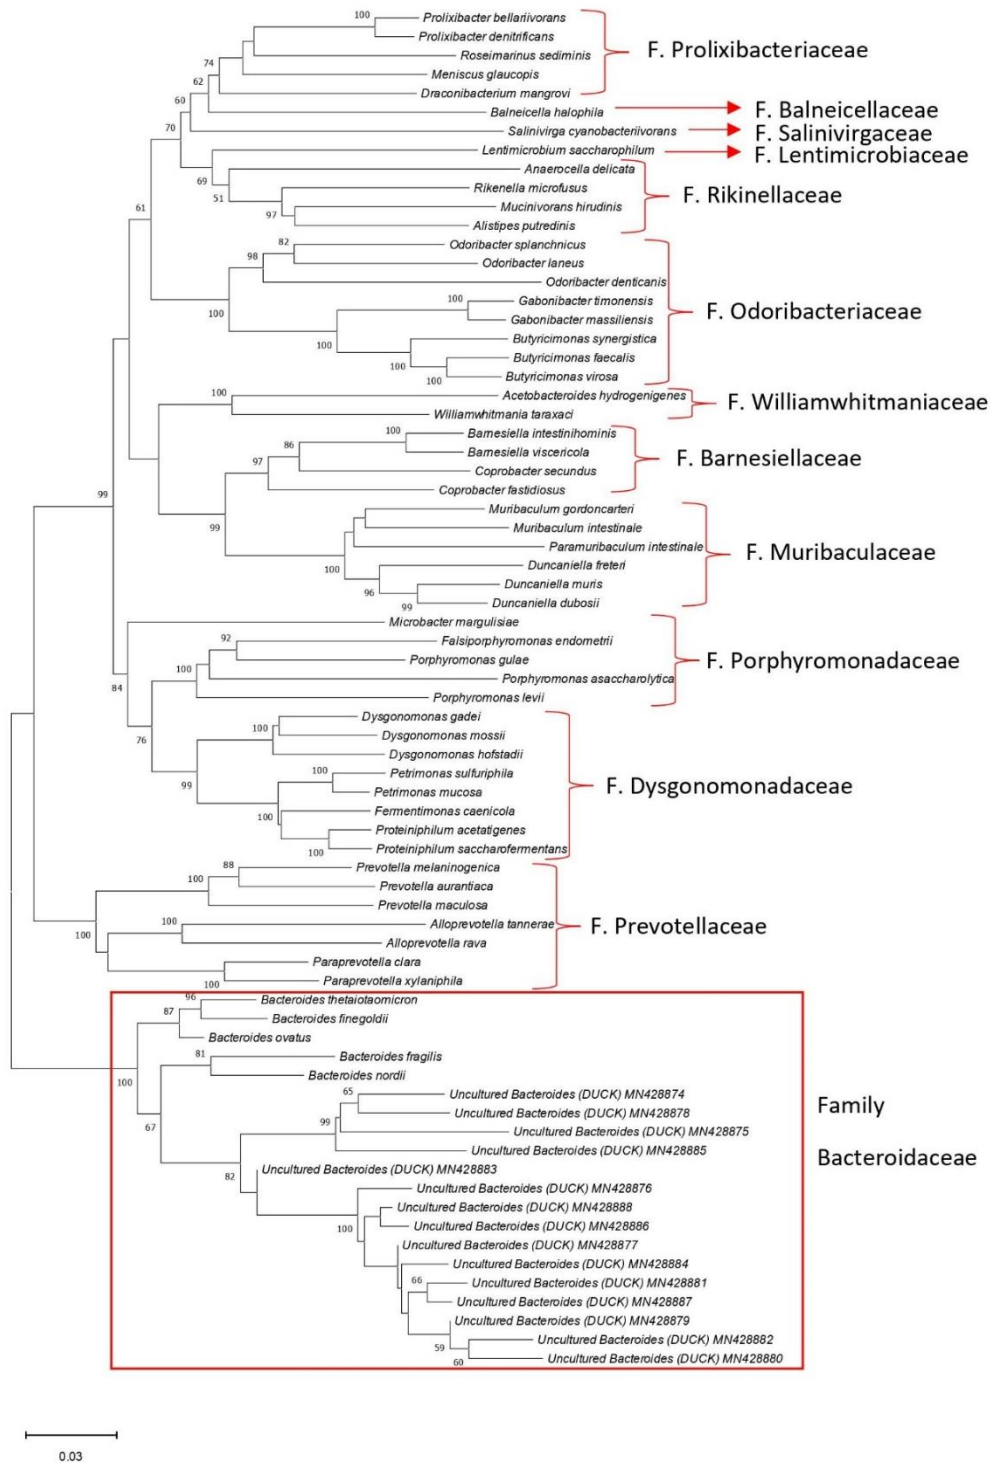 100
Prolixibacter bellariivorans
Prolixibacter denitrificans
Roseimarinus sediminis
74
Meniscus glaucopis
62
Draconibacterium mangrovi
F. Prolixibacteriaceae
60
Balneicella halophila
F. Balneicellaceae
70
Salinivirga cyanobacteriivorans
F. Salinivirgaceae
Lentimicrobium saccharophilum
F. Lentimicrobiaceae
69
Anaerocella delicata
51
Rikenella microfusus
97
Mucinivorans hirudinis
Alistipes putredinis
F. Rikinellaceae
61
82
Odoribacter splanchnicus
98
Odoribacter laneus
Odoribacter denticanis
100
100
Gabonibacter timonensis
Gabonibacter massiliensis
100
Butyricimonas synergistica
100
Butyricimonas faecalis
100
Butyricimonas virosa
F. Odoribacteriaceae
100
Acetobacteroides hydrogenigenes
Williamwhitmania taraxaci
F. Williamwhitmaniaceae
100
Barnesiella intestinihominis
86
Barnesiella viscericola
97
Coprobacter secundus
Coprobacter fastidiosus
F. Barnesiellaceae
99
99
Muribaculum gordoncarteri
Muribaculum intestinale
Paramuribaculum intestinale
100
Duncaniella freteri
96
Duncaniella muris
99
Duncaniella dubosii
F. Muribaculaceae
Microbacter margulisiae
92
Falsiporphyromonas endometrii
100
Porphyromonas gulae
84
Porphyromonas asaccharolytica
Porphyromonas levii
F. Porphyromonadaceae
76
Dysgonomonas gadei
100
Dysgonomonas mossii
Dysgonomonas hofstadii
99
100
Petrimonas sulfuriphila
Petrimonas mucosa
100
Fermentimonas caenicola
Proteiniphilum acetatigenes
100
Proteiniphilum saccharofermentans
F. Dysgonomonadaceae
88
Prevotella melaninogenica
100
Prevotella aurantiaca
Prevotella maculosa
100
100
Alloprevotella tannerae
Alloprevotella rava
Paraprevotella clara
100
Paraprevotella xylaniphila
F. Prevotellaceae
96
Bacteroides thetaiotaomicron
87
Bacteroides finegoldii
Bacteroides ovatus
81
Bacteroides fragilis
100
Bacteroides nordii
65
Uncultured Bacteroides (DUCK) MN428874
Uncultured Bacteroides (DUCK) MN428878
99
67
Uncultured Bacteroides (DUCK) MN428875
Uncultured Bacteroides (DUCK) MN428885
82
Uncultured Bacteroides (DUCK) MN428883
Uncultured Bacteroides (DUCK) MN428876
Uncultured Bacteroides (DUCK) MN428888
100
Uncultured Bacteroides (DUCK) MN428886
Uncultured Bacteroides (DUCK) MN428877
Uncultured Bacteroides (DUCK) MN428884
66
Uncultured Bacteroides (DUCK) MN428881
Uncultured Bacteroides (DUCK) MN428887
Uncultured Bacteroides (DUCK) MN428879
59
Uncultured Bacteroides (DUCK) MN428882
60
Uncultured Bacteroides (DUCK) MN428880
Family
Bacteroidaceae
0.03